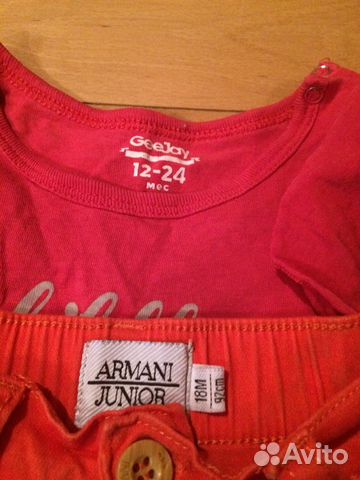 GeeJay
12-24
Мес
ARMANI
JUNIOR
18M
92cm
Avito